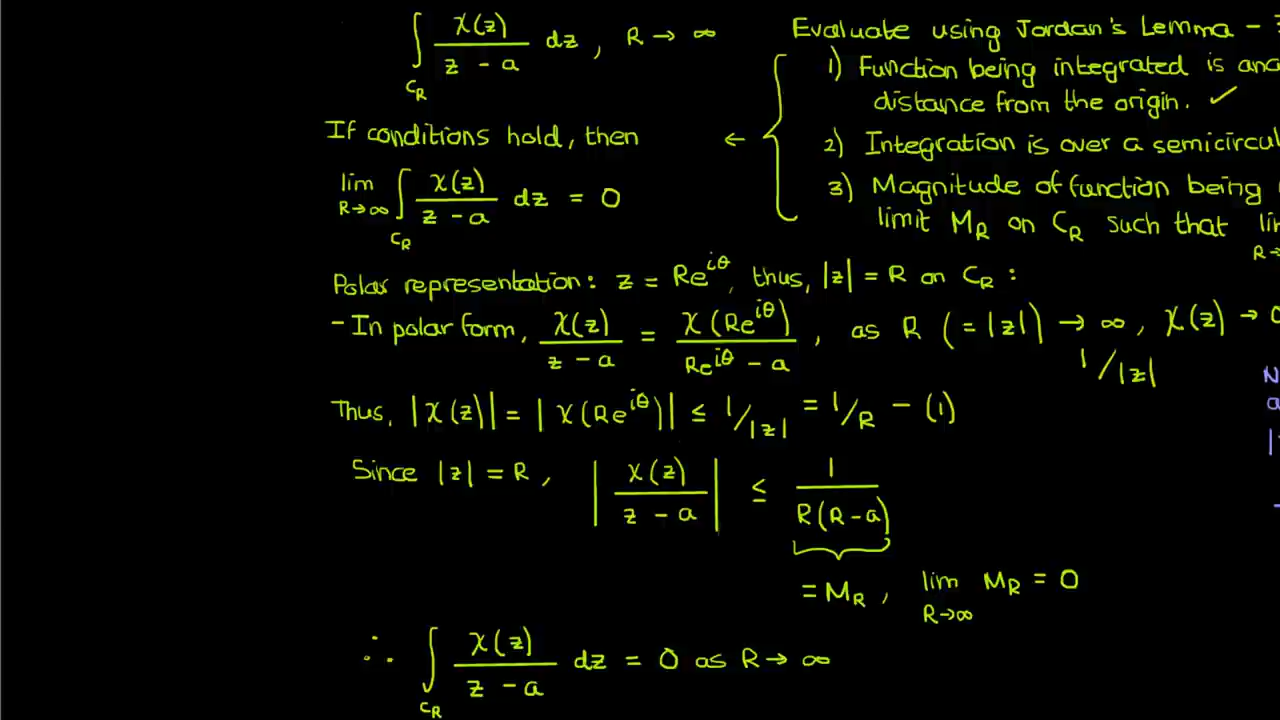 ∫_{C_R} χ(z)/(z − a) dz, R → ∞
Evaluate using Jordan's Lemma –
1) Function being integrated is
distance from the origin. ✓
If conditions hold, then ←
2) Integration is over a
3) Magnitude of function being
lim_{R→∞} ∫_{C_R} χ(z)/(z − a) dz = 0
limit M_R on C_R such that
R→
Polar representation: z = Re^{iθ}, thus, |z| = R on C_R :
- In polar form, χ(z)/(z − a) = χ(Re^{iθ})/(Re^{iθ} − a), as R (= |z|) → ∞, χ(z) → 0
1/|z|
Thus, |χ(z)| = |χ(Re^{iθ})| ≤ 1/|z| = 1/R − (1)
Since |z| = R, |χ(z)/(z − a)| ≤ 1/(R(R − a))
= M_R, lim_{R→∞} M_R = 0
∴ ∫_{C_R} χ(z)/(z − a) dz = 0 as R → ∞